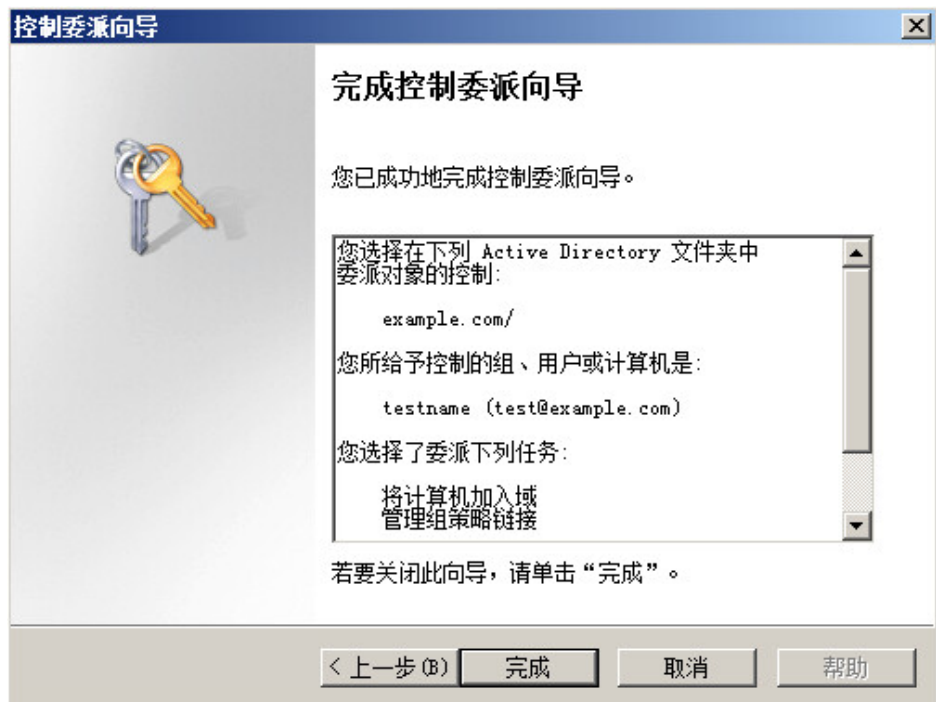 控制委派向导
完成控制委派向导
您已成功地完成控制委派向导。
您选择在下列 Active Directory 文件夹中
委派对象的控制:
example.com/
您所给予控制的组、用户或计算机是:
testname (test@example.com)
您选择了委派下列任务:
将计算机加入域
管理组策略链接
若要关闭此向导，请单击“完成”。
< 上一步(B)
完成
取消
帮助